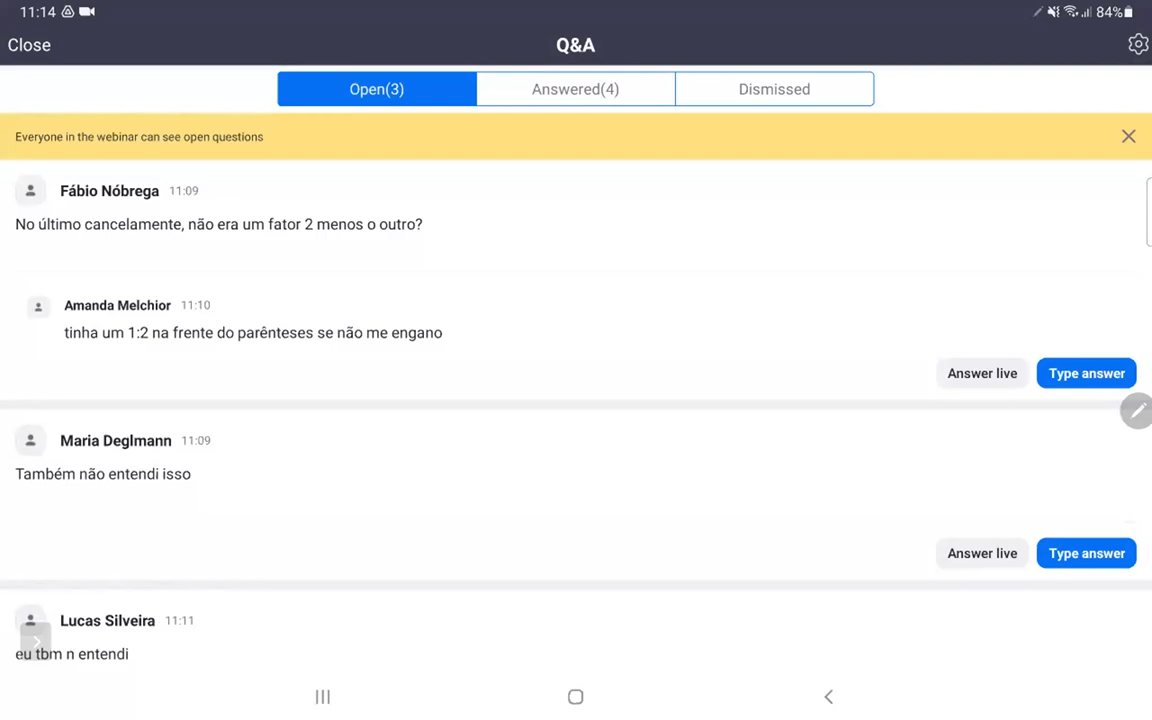 11:14 84%
Close Q&A
Open(3) Answered(4) Dismissed
Everyone in the webinar can see open questions
Fábio Nóbrega 11:09
No último cancelamente, não era um fator 2 menos o outro?
Amanda Melchior 11:10
tinha um 1:2 na frente do parênteses se não me engano
Answer live Type answer
Maria Deglmann 11:09
Também não entendi isso
Answer live Type answer
Lucas Silveira 11:11
eu tbm n entendi